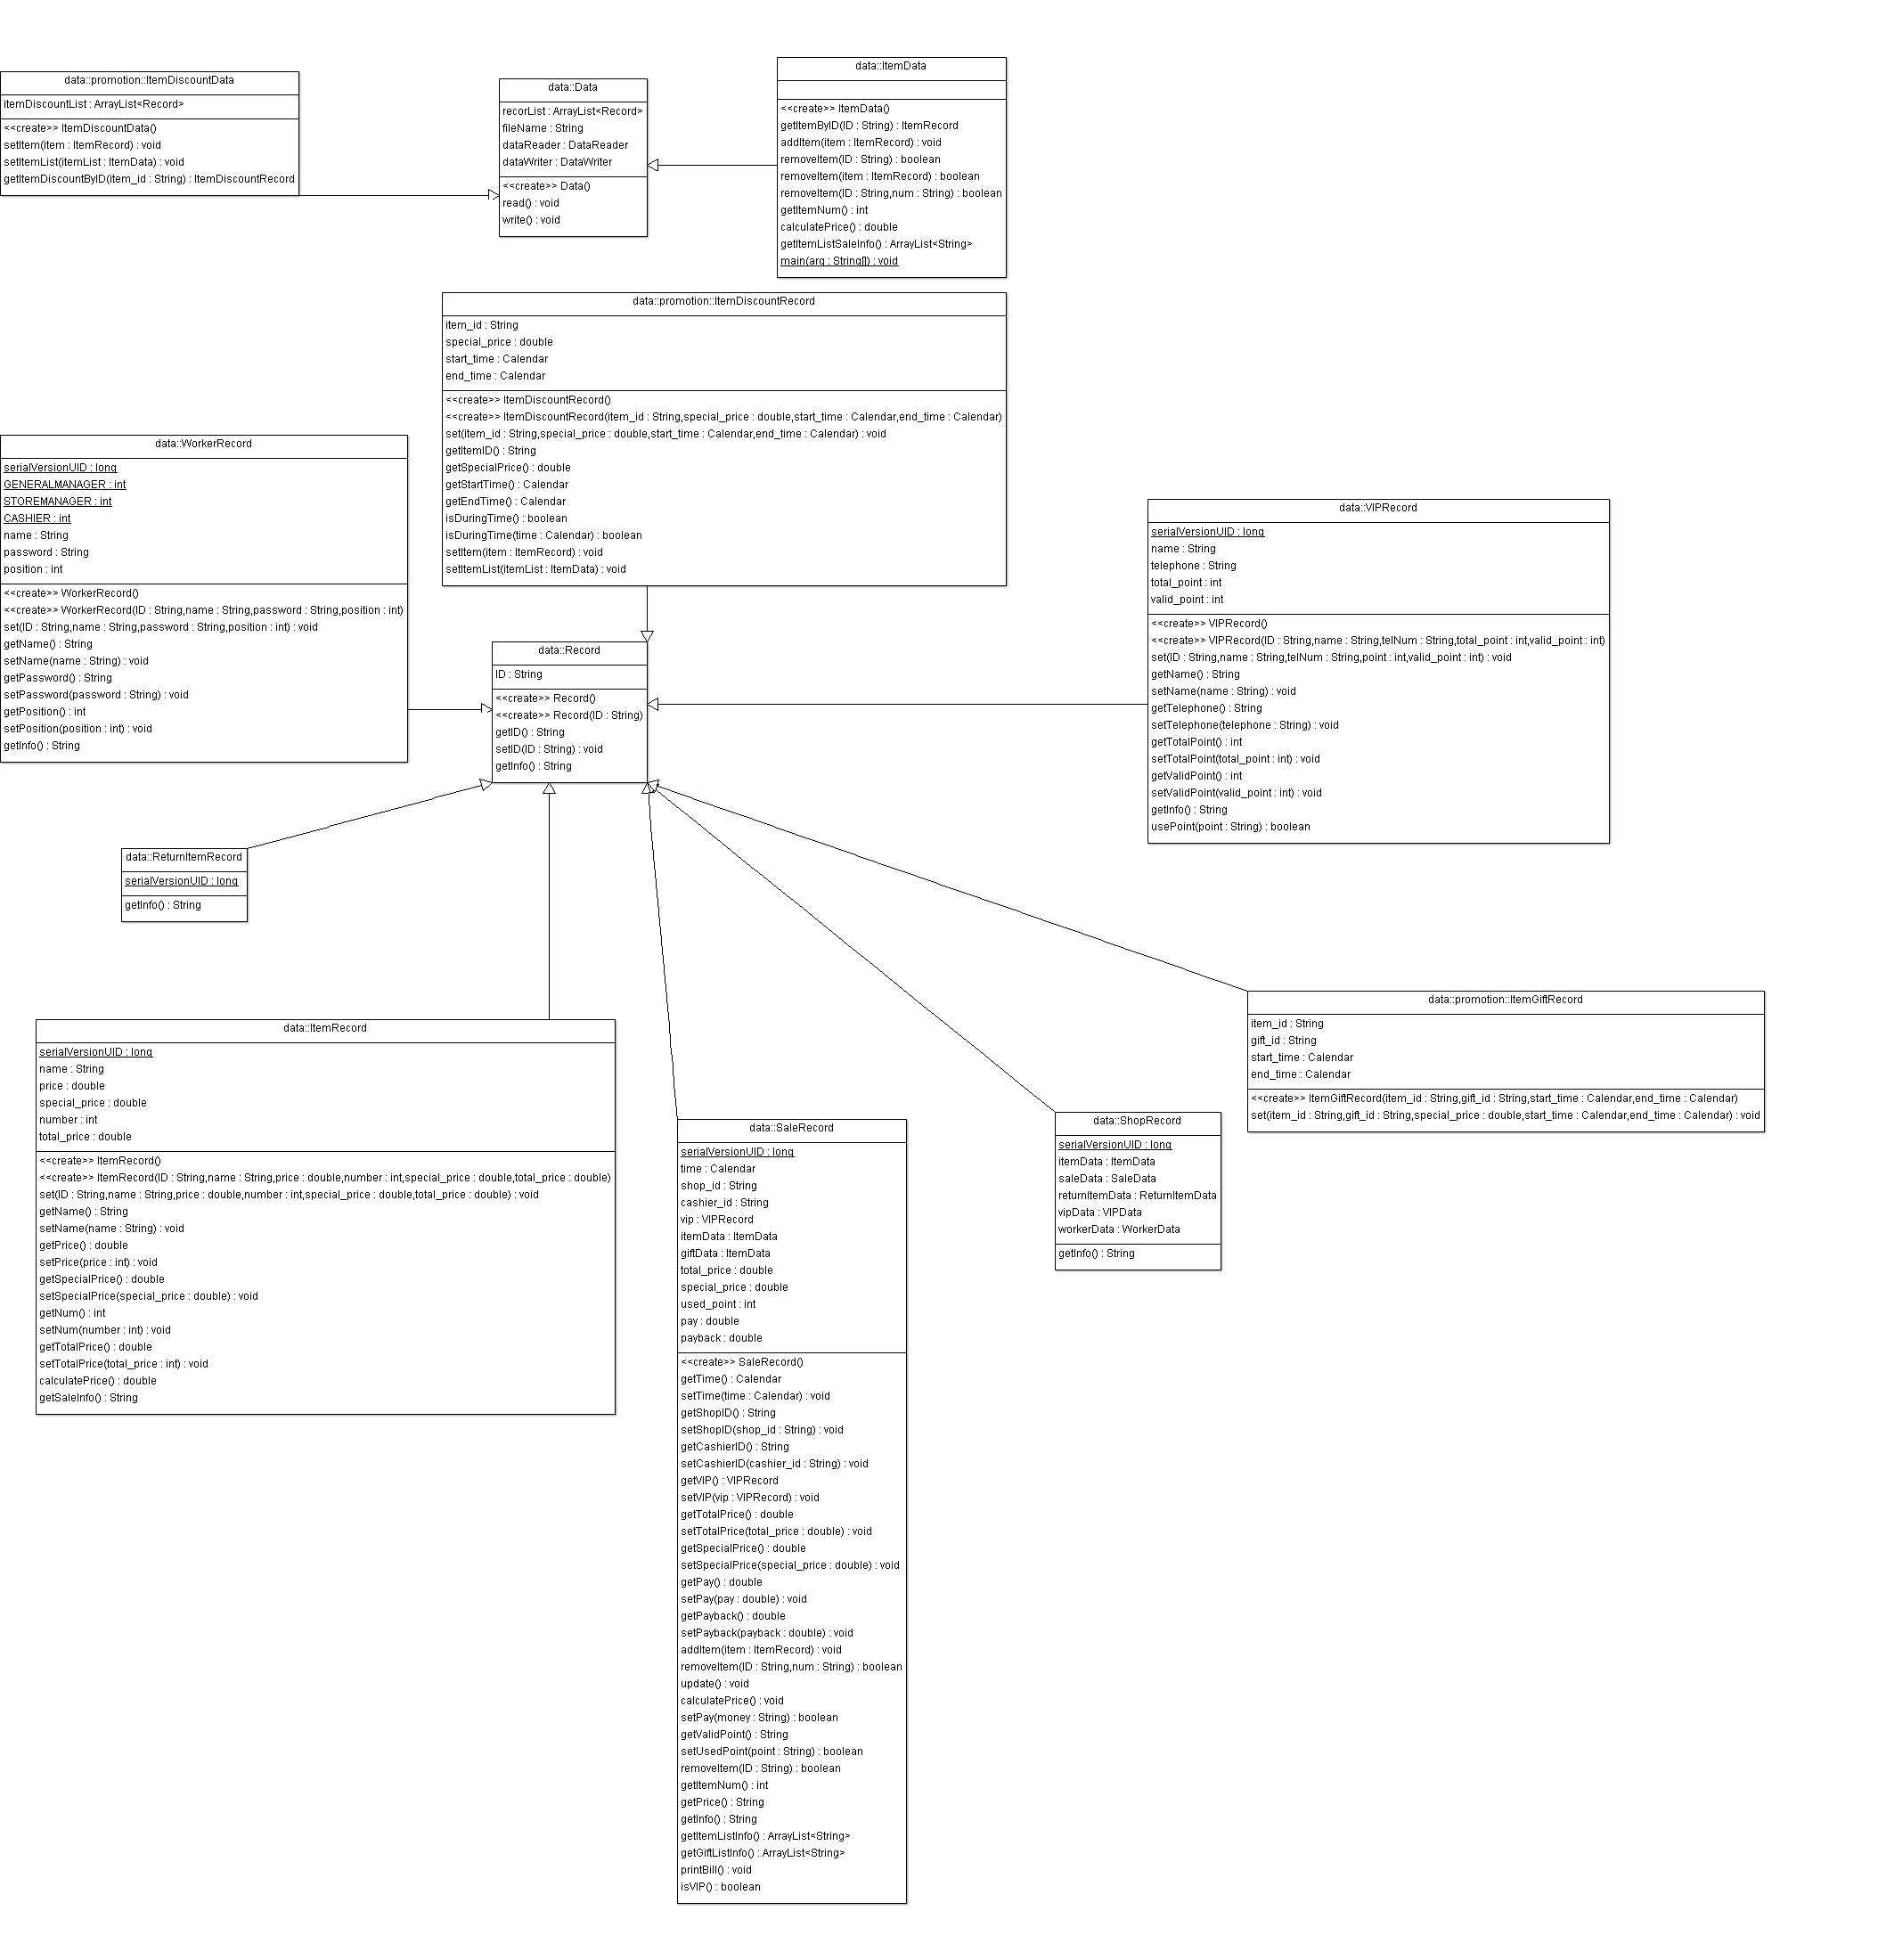 data::promotion::ItemDiscountData
itemDiscountList : ArrayList<Record>
<<create>> ItemDiscountData()
setItem(item : ItemRecord) : void
setItemList(itemList : ItemData) : void
getItemDiscountByID(item_id : String) : ItemDiscountRecord
data::Data
recorList : ArrayList<Record>
fileName : String
dataReader : DataReader
dataWriter : DataWriter
<<create>> Data()
read() : void
write() : void
data::ItemData
<<create>> ItemData()
getItemByID(ID : String) : ItemRecord
addItem(item : ItemRecord) : void
removeItem(ID : String) : boolean
removeItem(item : ItemRecord) : boolean
removeItem(ID : String,num : String) : boolean
getItemNum() : int
calculatePrice() : double
getItemListSaleInfo() : ArrayList<String>
main(arg : String[]) : void
data::promotion::ItemDiscountRecord
item_id : String
special_price : double
start_time : Calendar
end_time : Calendar
<<create>> ItemDiscountRecord()
<<create>> ItemDiscountRecord(item_id : String,special_price : double,start_time : Calendar,end_time : Calendar)
set(item_id : String,special_price : double,start_time : Calendar,end_time : Calendar) : void
getItemID() : String
getSpecialPrice() : double
getStartTime() : Calendar
getEndTime() : Calendar
isDuringTime() : boolean
isDuringTime(time : Calendar) : boolean
setItem(item : ItemRecord) : void
setItemList(itemList : ItemData) : void
data::WorkerRecord
serialVersionUID : long
GENERALMANAGER : int
STOREMANAGER : int
CASHIER : int
name : String
password : String
position : int
<<create>> WorkerRecord()
<<create>> WorkerRecord(ID : String,name : String,password : String,position : int)
set(ID : String,name : String,password : String,position : int) : void
getName() : String
setName(name : String) : void
getPassword() : String
setPassword(password : String) : void
getPosition() : int
setPosition(position : int) : void
getInfo() : String
data::VIPRecord
serialVersionUID : long
name : String
telephone : String
total_point : int
valid_point : int
<<create>> VIPRecord()
<<create>> VIPRecord(ID : String,name : String,telNum : String,total_point : int,valid_point : int)
set(ID : String,name : String,telNum : String,point : int,valid_point : int) : void
getName() : String
setName(name : String) : void
getTelephone() : String
setTelephone(telephone : String) : void
getTotalPoint() : int
setTotalPoint(total_point : int) : void
getValidPoint() : int
setValidPoint(valid_point : int) : void
getInfo() : String
usePoint(point : String) : boolean
data::Record
ID : String
<<create>> Record()
<<create>> Record(ID : String)
getID() : String
setID(ID : String) : void
getInfo() : String
data::ReturnItemRecord
serialVersionUID : long
getInfo() : String
data::ItemRecord
serialVersionUID : long
name : String
price : double
special_price : double
number : int
total_price : double
<<create>> ItemRecord()
<<create>> ItemRecord(ID : String,name : String,price : double,number : int,special_price : double,total_price : double)
set(ID : String,name : String,price : double,number : int,special_price : double,total_price : double) : void
getName() : String
setName(name : String) : void
getPrice() : double
setPrice(price : int) : void
getSpecialPrice() : double
setSpecialPrice(special_price : double) : void
getNum() : int
setNum(number : int) : void
getTotalPrice() : double
setTotalPrice(total_price : int) : void
calculatePrice() : double
getSaleInfo() : String
data::SaleRecord
serialVersionUID : long
time : Calendar
shop_id : String
cashier_id : String
vip : VIPRecord
itemData : ItemData
giftData : ItemData
total_price : double
special_price : double
used_point : int
pay : double
payback : double
<<create>> SaleRecord()
getTime() : Calendar
setTime(time : Calendar) : void
getShopID() : String
setShopID(shop_id : String) : void
getCashierID() : String
setCashierID(cashier_id : String) : void
getVIP() : VIPRecord
setVIP(vip : VIPRecord) : void
getTotalPrice() : double
setTotalPrice(total_price : double) : void
getSpecialPrice() : double
setSpecialPrice(special_price : double) : void
getPay() : double
setPay(pay : double) : void
getPayback() : double
setPayback(payback : double) : void
addItem(item : ItemRecord) : void
removeItem(ID : String,num : String) : boolean
update() : void
calculatePrice() : void
setPay(money : String) : boolean
getValidPoint() : String
setUsedPoint(point : String) : boolean
removeItem(ID : String) : boolean
getItemNum() : int
getPrice() : String
getInfo() : String
getItemListInfo() : ArrayList<String>
getGiftListInfo() : ArrayList<String>
printBill() : void
isVIP() : boolean
data::ShopRecord
serialVersionUID : long
itemData : ItemData
saleData : SaleData
returnItemData : ReturnItemData
vipData : VIPData
workerData : WorkerData
getInfo() : String
data::promotion::ItemGiftRecord
item_id : String
gift_id : String
start_time : Calendar
end_time : Calendar
<<create>> ItemGiftRecord(item_id : String,gift_id : String,start_time : Calendar,end_time : Calendar)
set(item_id : String,gift_id : String,special_price : double,start_time : Calendar,end_time : Calendar) : void